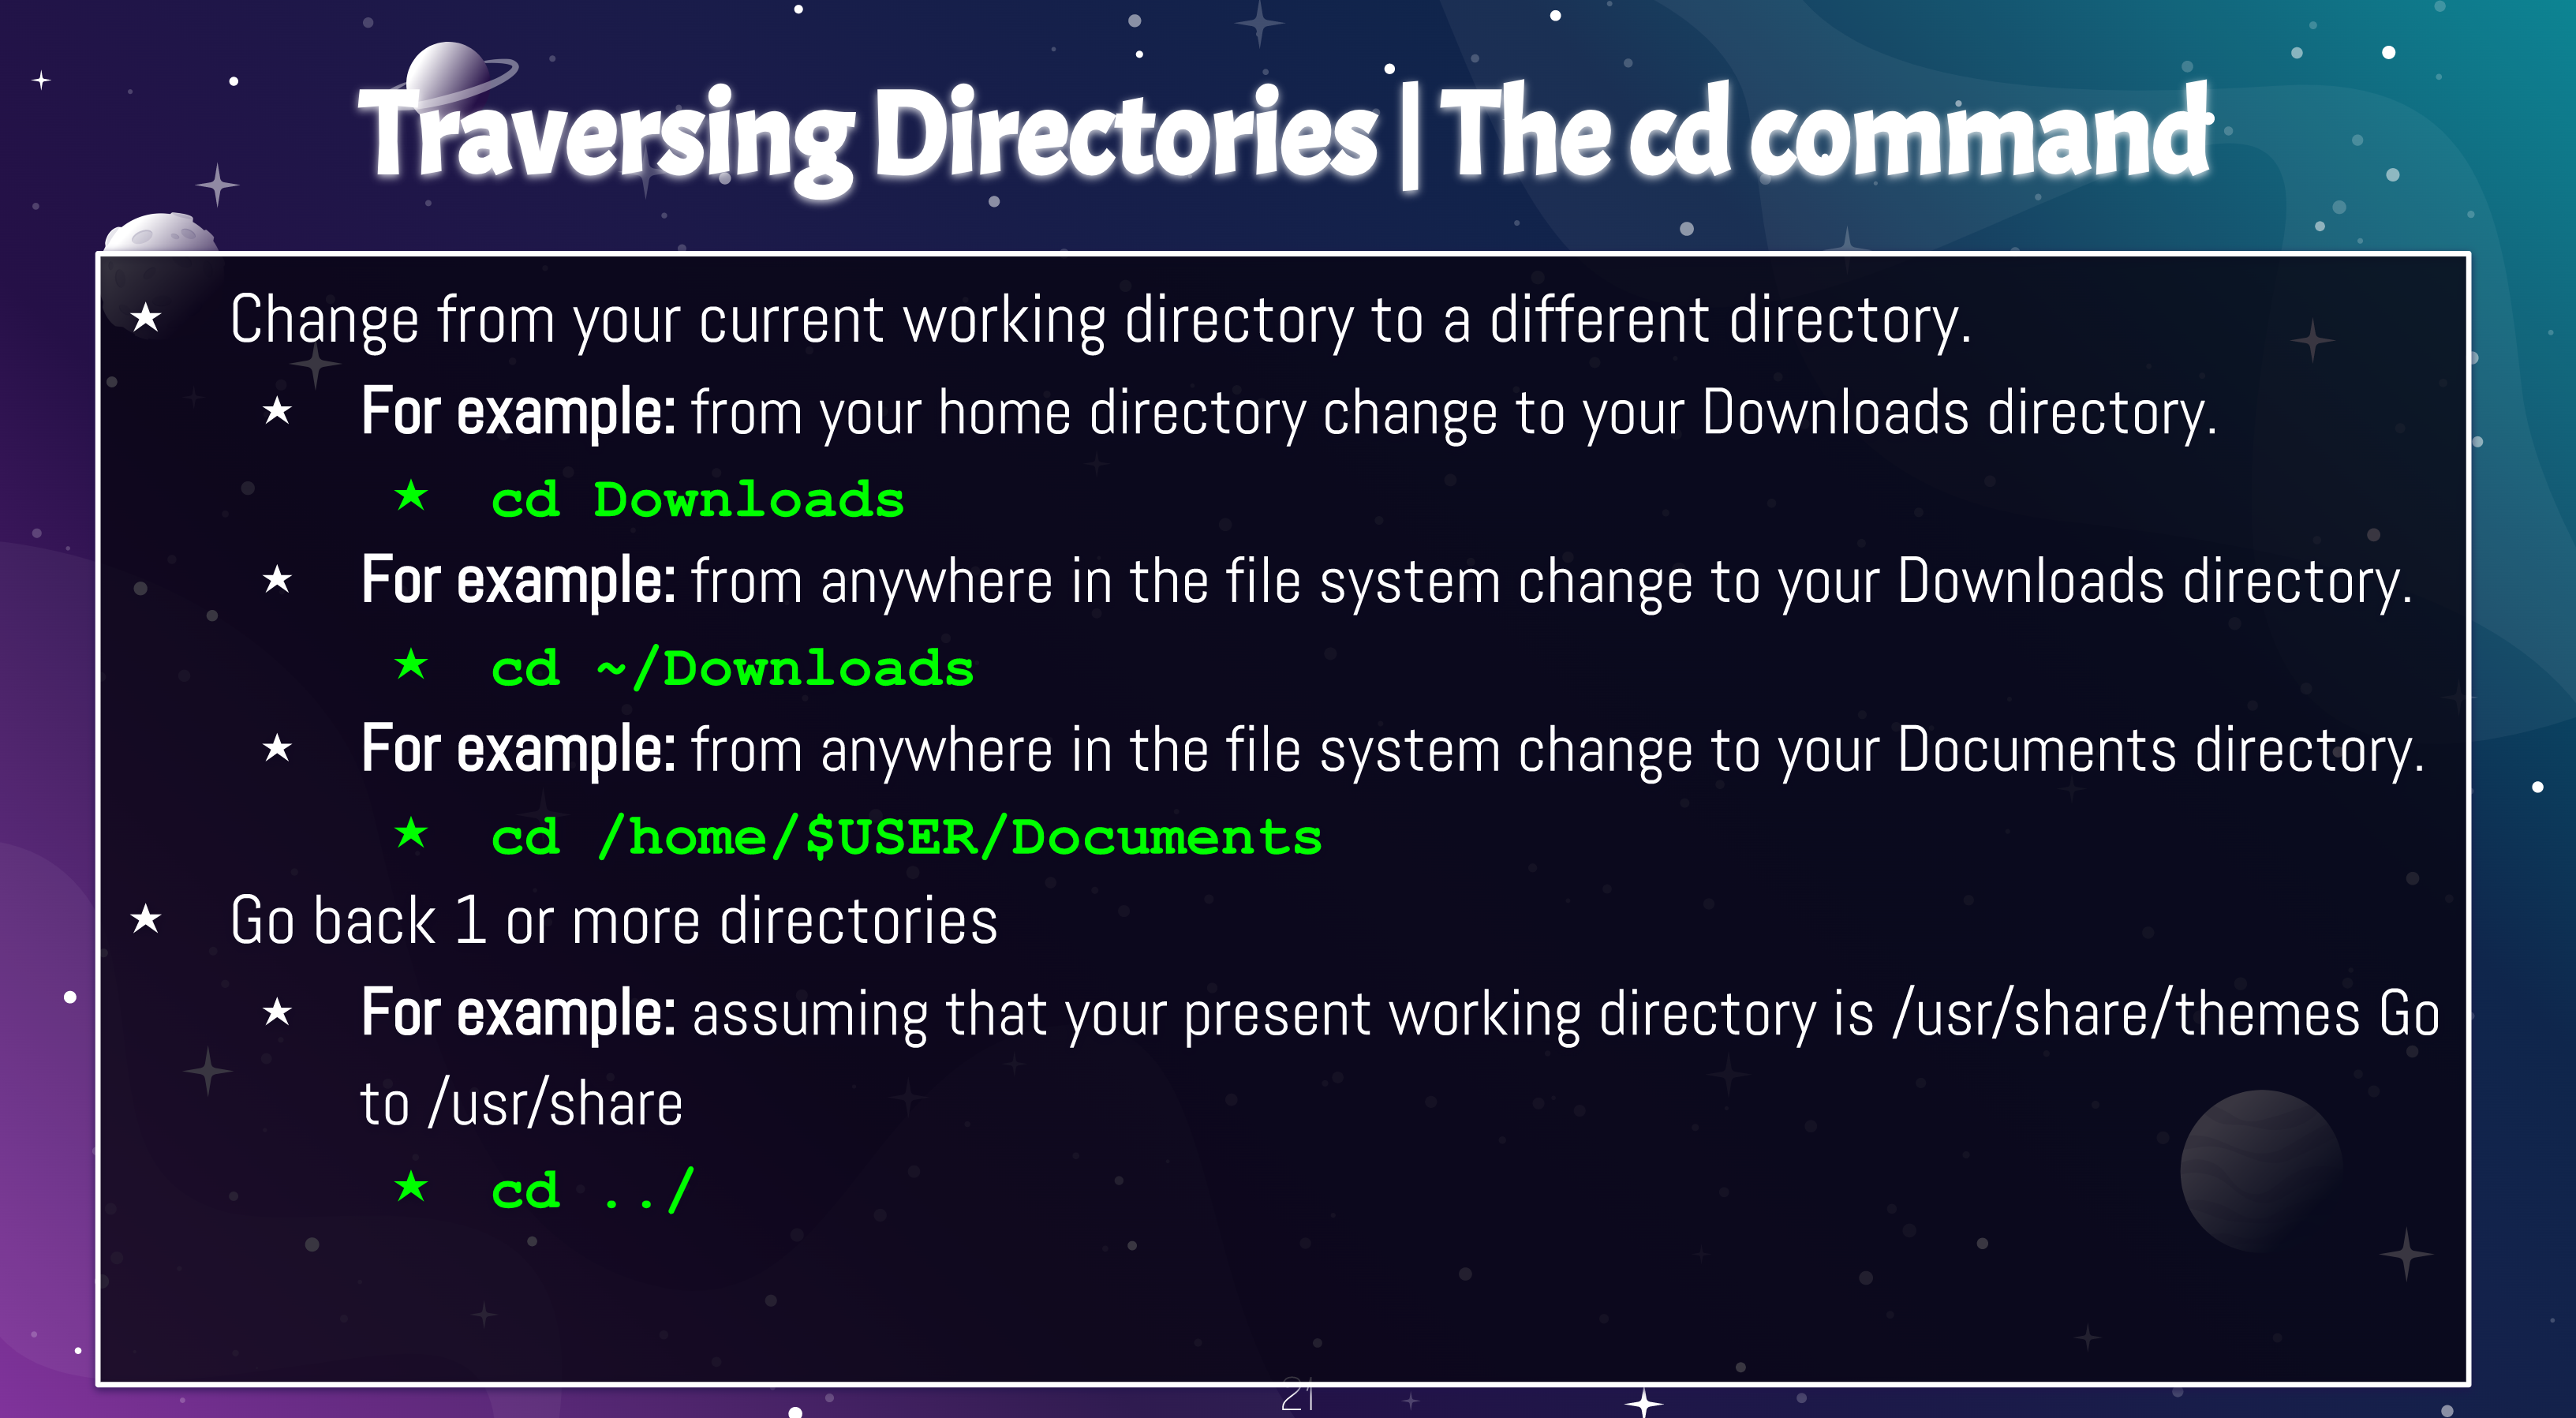 Traversing Directories | The cd command
★ Change from your current working directory to a different directory.
★ For example: from your home directory change to your Downloads directory.
★ cd Downloads
★ For example: from anywhere in the file system change to your Downloads directory.
★ cd ~/Downloads
★ For example: from anywhere in the file system change to your Documents directory.
★ cd /home/$USER/Documents
★ Go back 1 or more directories
★ For example: assuming that your present working directory is /usr/share/themes Go
to /usr/share
★ cd ../
21